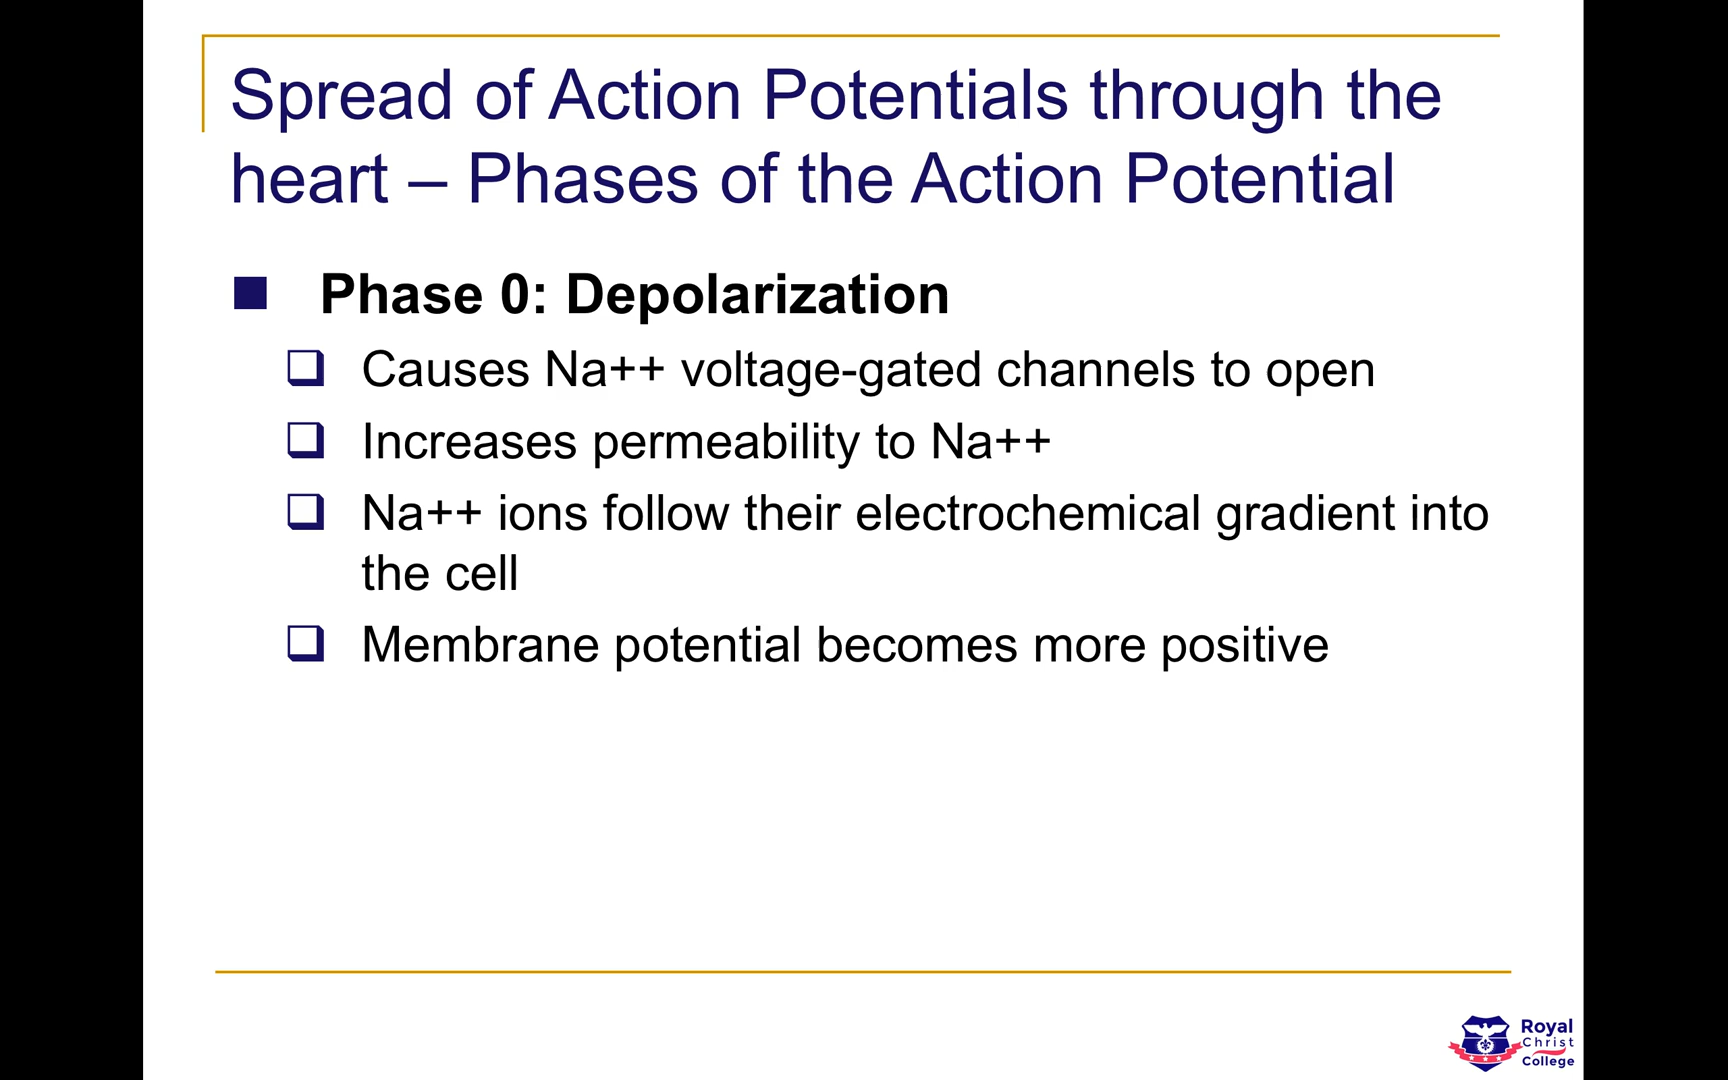 Spread of Action Potentials through the
heart – Phases of the Action Potential
Phase 0: Depolarization
Causes Na++ voltage-gated channels to open
Increases permeability to Na++
Na++ ions follow their electrochemical gradient into
the cell
Membrane potential becomes more positive
Royal
Christ
College